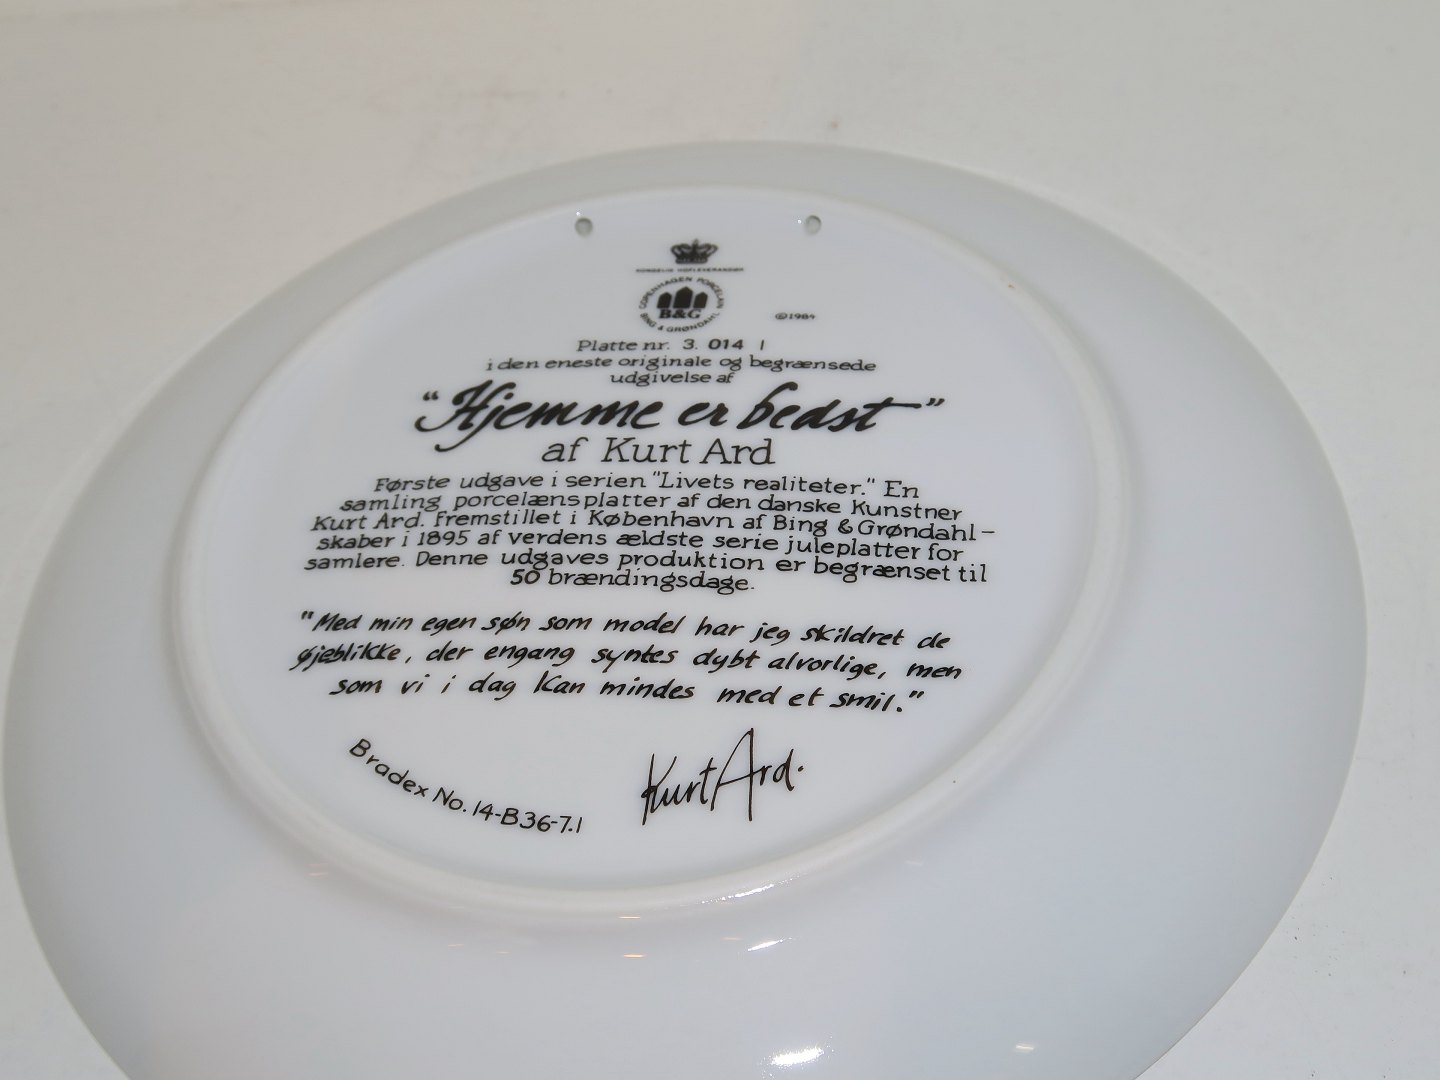 KONGELIG HOFLEVERANDØR
COPENHAGEN PORCELAIN
B&G
BING & GRØNDAHL
©1984
Platte nr. 3. 014 I
i den eneste originale og begrænsede
udgivelse af
"Hjemme er bedst"
af Kurt Ard
Første udgave i serien "Livets realiteter." En
samling porcelænsplatter af den danske Kunstner
Kurt Ard. Fremstillet i København af Bing & Grøndahl –
skaber i 1895 af verdens ældste serie juleplatter for
samlere. Denne udgaves produktion er begrænset til
50 brændingsdage.
"Med min egen søn som model har jeg skildret de
øjeblikke, der engang syntes dybt alvorlige, men
som vi i dag kan mindes med et smil."
Kurt Ard.
Bradex No. 14-B36-7.1